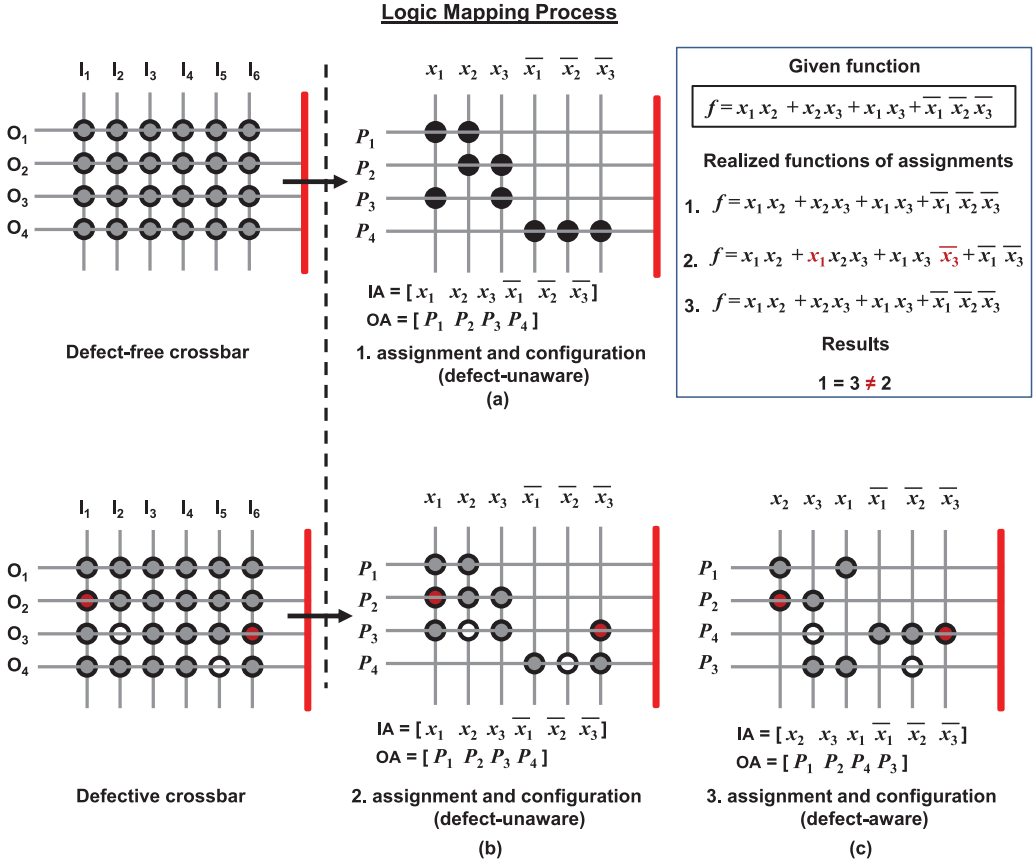 Logic Mapping Process
I₁ I₂ I₃ I₄ I₅ I₆
O₁
O₂
O₃
O₄
Defect-free crossbar
x₁ x₂ x₃ x̅₁ x̅₂ x̅₃
P₁
P₂
P₃
P₄
IA = [ x₁ x₂ x₃ x̅₁ x̅₂ x̅₃ ]
OA = [ P₁ P₂ P₃ P₄ ]
1. assignment and configuration
(defect-unaware)
(a)
Given function
f = x₁ x₂ + x₂ x₃ + x₁ x₃ + x̅₁ x̅₂ x̅₃
Realized functions of assignments
1. f = x₁ x₂ + x₂ x₃ + x₁ x₃ + x̅₁ x̅₂ x̅₃
2. f = x₁ x₂ + x₁ x₂ x₃ + x₁ x₃ x̅₃ + x̅₁ x̅₃
3. f = x₁ x₂ + x₂ x₃ + x₁ x₃ + x̅₁ x̅₂ x̅₃
Results
1 = 3 ≠ 2
I₁ I₂ I₃ I₄ I₅ I₆
O₁
O₂
O₃
O₄
Defective crossbar
x₁ x₂ x₃ x̅₁ x̅₂ x̅₃
P₁
P₂
P₃
P₄
IA = [ x₁ x₂ x₃ x̅₁ x̅₂ x̅₃ ]
OA = [ P₁ P₂ P₃ P₄ ]
2. assignment and configuration
(defect-unaware)
(b)
x₂ x₃ x₁ x̅₁ x̅₂ x̅₃
P₁
P₂
P₄
P₃
IA = [ x₂ x₃ x₁ x̅₁ x̅₂ x̅₃ ]
OA = [ P₁ P₂ P₄ P₃ ]
3. assignment and configuration
(defect-aware)
(c)